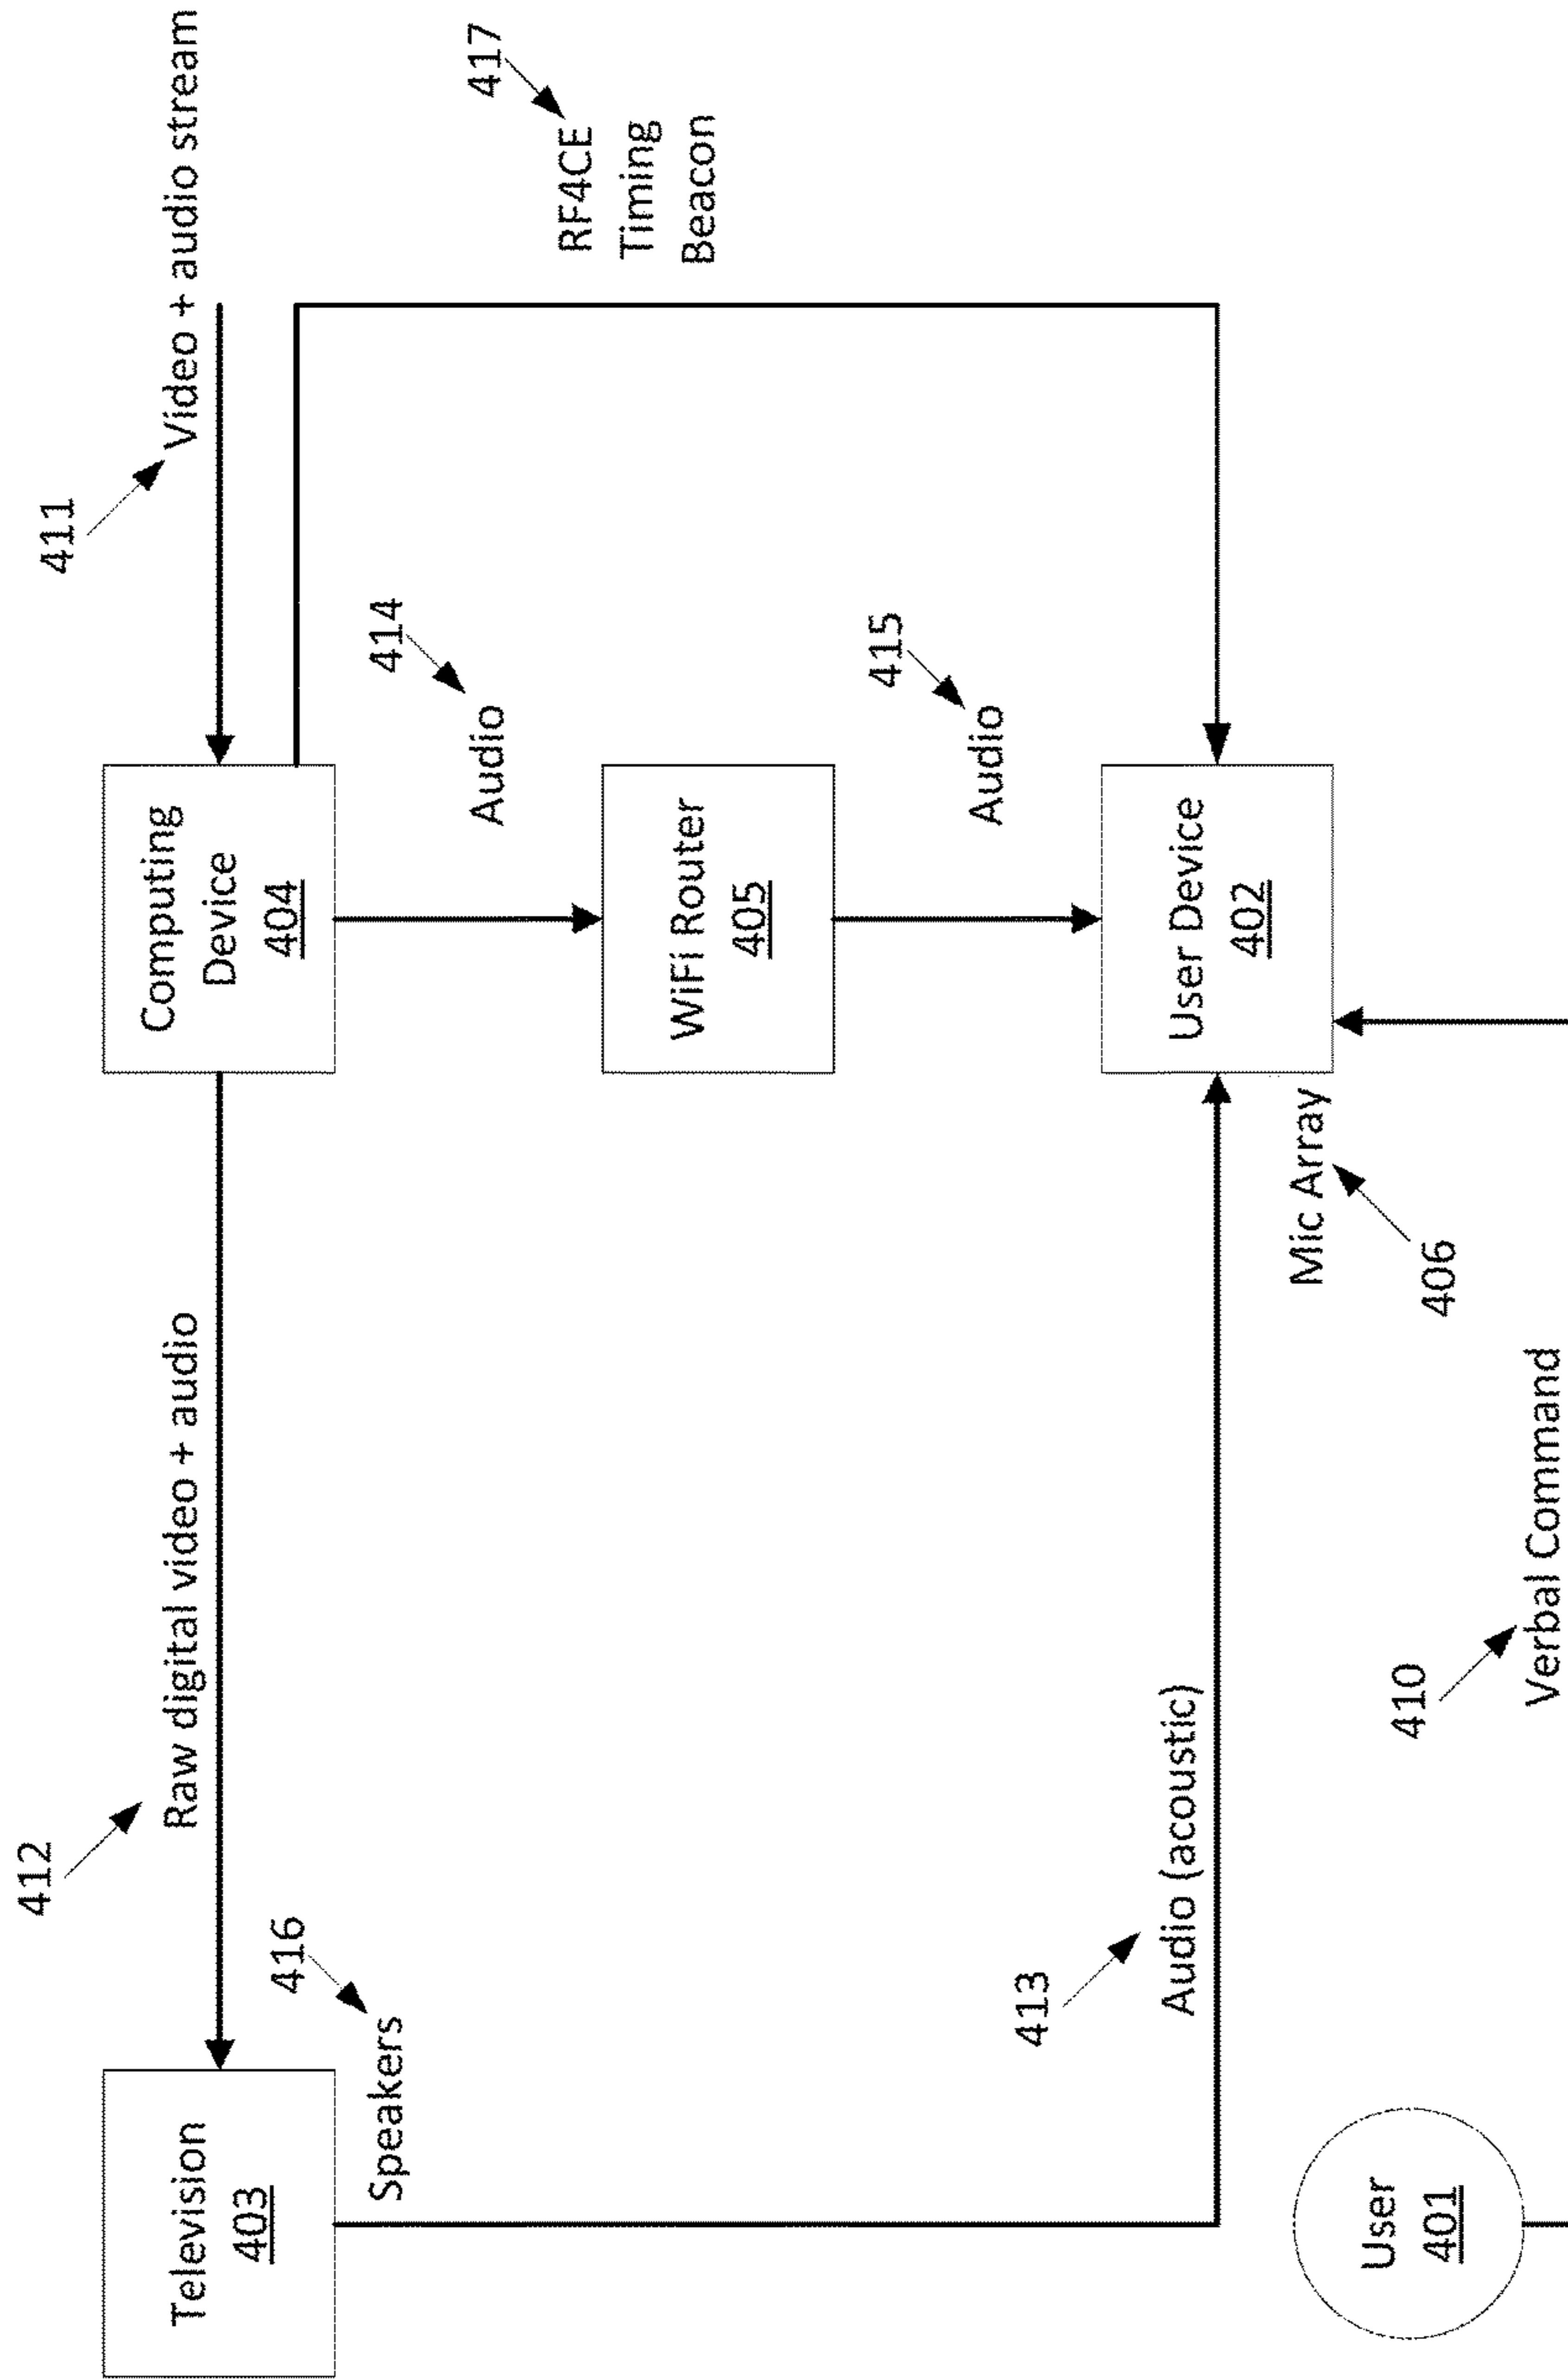 412
Raw digital video + audio
411
Video + audio stream
Television
403
Computing
Device
404
416
Speakers
414
Audio
417
RF4CE
Timing
Beacon
WiFi Router
405
415
Audio
413
Audio (acoustic)
User Device
402
Mic Array
406
User
401
410
Verbal Command